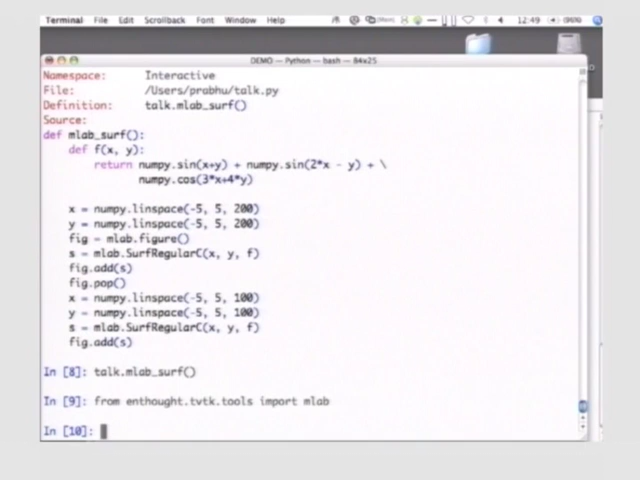 Terminal File Edit Scrollback Font Window Help 12:49
DEMO — Python — bash — 84x25
Namespace: Interactive
File: /Users/prabhu/talk.py
Definition: talk.mlab_surf()
Source:
def mlab_surf():
def f(x, y):
return numpy.sin(x+y) + numpy.sin(2*x - y) + \
numpy.cos(3*x+4*y)
x = numpy.linspace(-5, 5, 200)
y = numpy.linspace(-5, 5, 200)
fig = mlab.figure()
s = mlab.SurfRegularC(x, y, f)
fig.add(s)
fig.pop()
x = numpy.linspace(-5, 5, 100)
y = numpy.linspace(-5, 5, 100)
s = mlab.SurfRegularC(x, y, f)
fig.add(s)
In [8]: talk.mlab_surf()
In [9]: from enthought.tvtk.tools import mlab
In [10]: